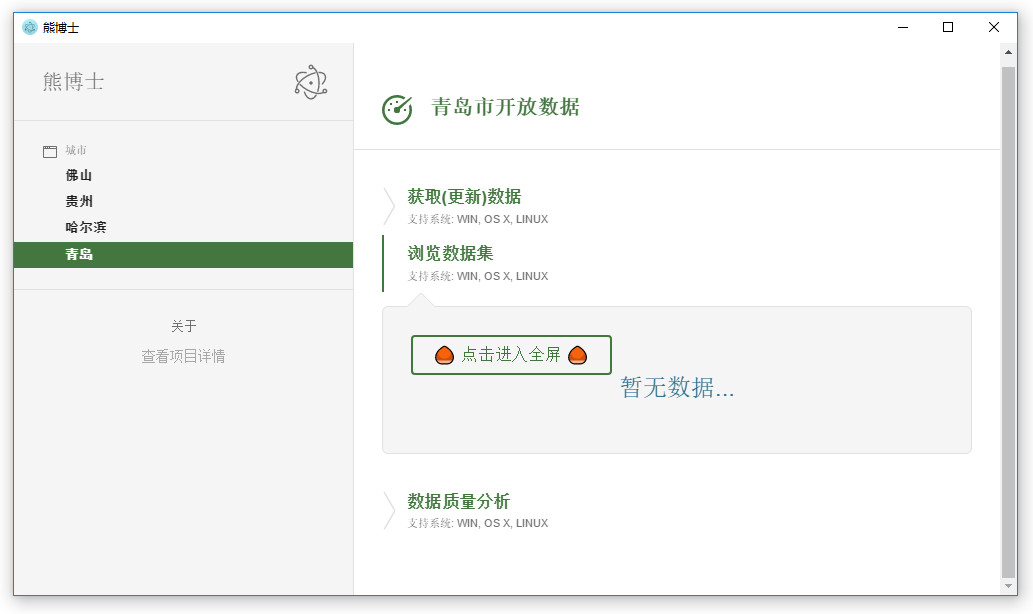 熊博士
熊博士
城市
佛山
贵州
哈尔滨
青岛
关于
查看项目详情
青岛市开放数据
获取(更新)数据
支持系统: WIN, OS X, LINUX
浏览数据集
支持系统: WIN, OS X, LINUX
点击进入全屏
暂无数据...
数据质量分析
支持系统: WIN, OS X, LINUX